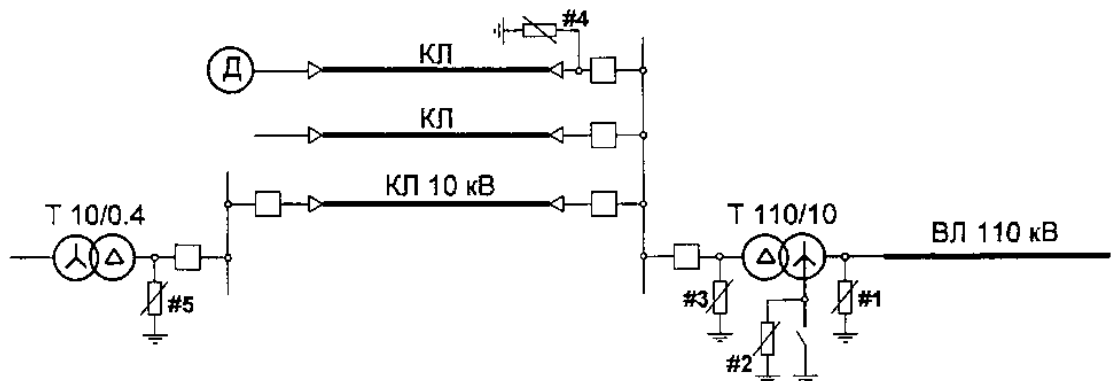 #4
КЛ
Д
КЛ
КЛ 10 кВ
Т 10/0.4
Т 110/10
ВЛ 110 кВ
#5
#3
#1
#2